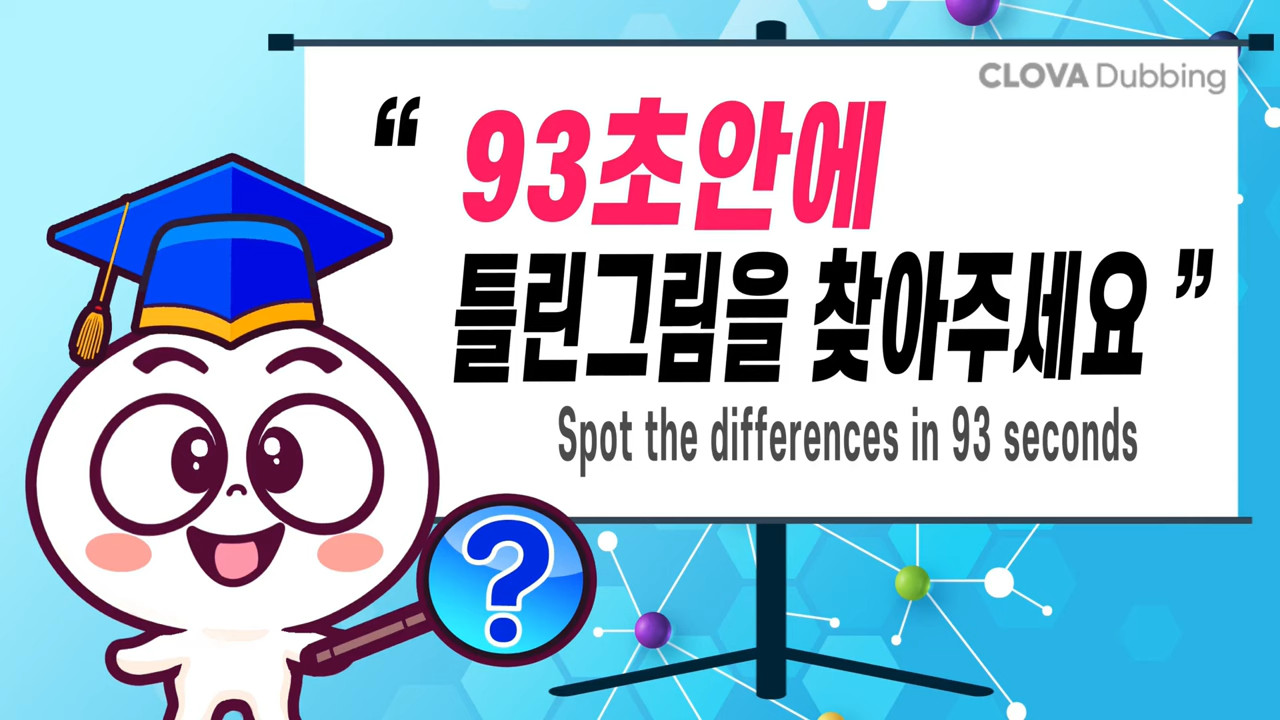 CLOVA Dubbing
“ 93초안에
틀린그림을 찾아주세요 ”
Spot the differences in 93 seconds
?